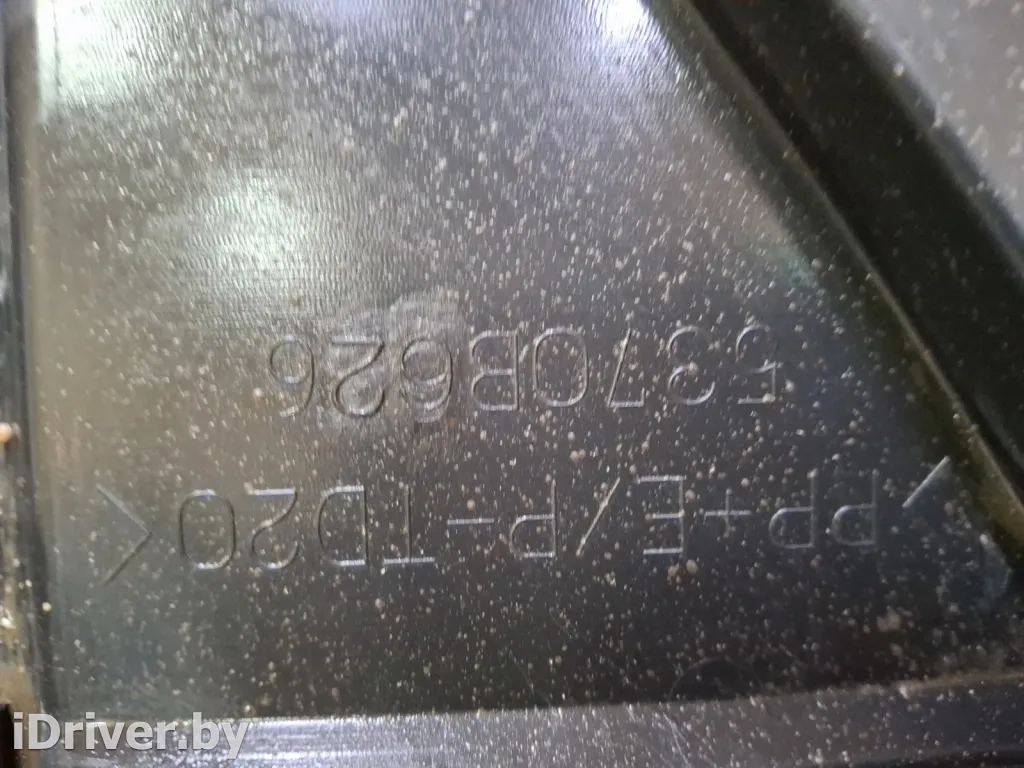 >PP+E/P-TD20<
5370B626
iDriver.by